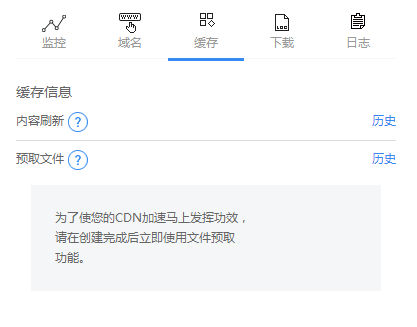 www
LOG
监控 域名 缓存 下载 日志
缓存信息
内容刷新 ? 历史
预取文件 ? 历史
为了使您的CDN加速马上发挥功效，
请在创建完成后立即使用文件预取
功能。